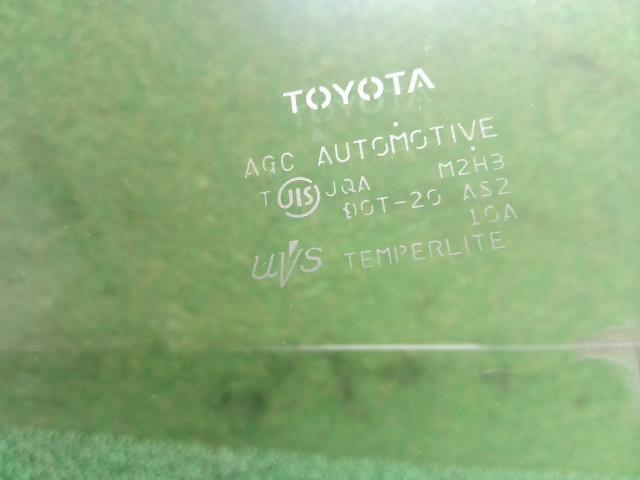 TOYOTA
AGC AUTOMOTIVE
T JIS JQA M2H3
DOT-20 AS2
10A
UVS TEMPERLITE